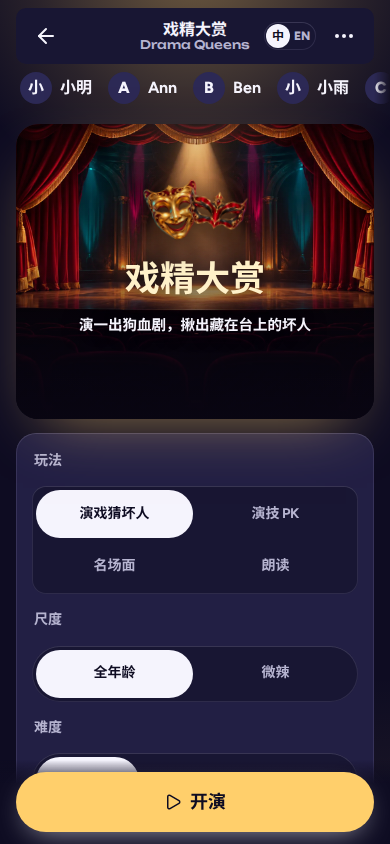 戏精大赏
Drama Queens
中 EN
小 小明 A Ann B Ben 小 小雨 C
戏精大赏
演一出狗血剧，揪出藏在台上的坏人
玩法
演戏猜坏人 演技 PK
名场面 朗读
尺度
全年龄 微辣
难度
开演